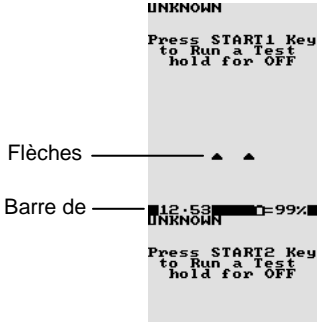 UNKNOWN
Press START1 Key
to Run a Test
hold for OFF
Flèches
Barre de
12:53 =99%
UNKNOWN
Press START2 Key
to Run a Test
hold for OFF